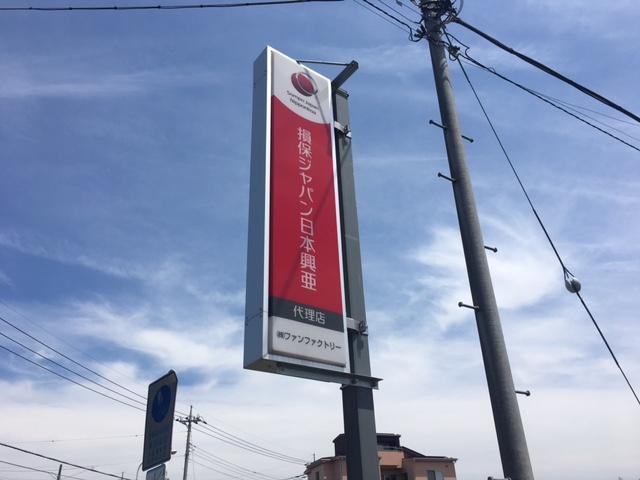 Sompo Japan
Nipponkoa
損保ジャパン日本興亜
代理店
㈱ファンファクトリー